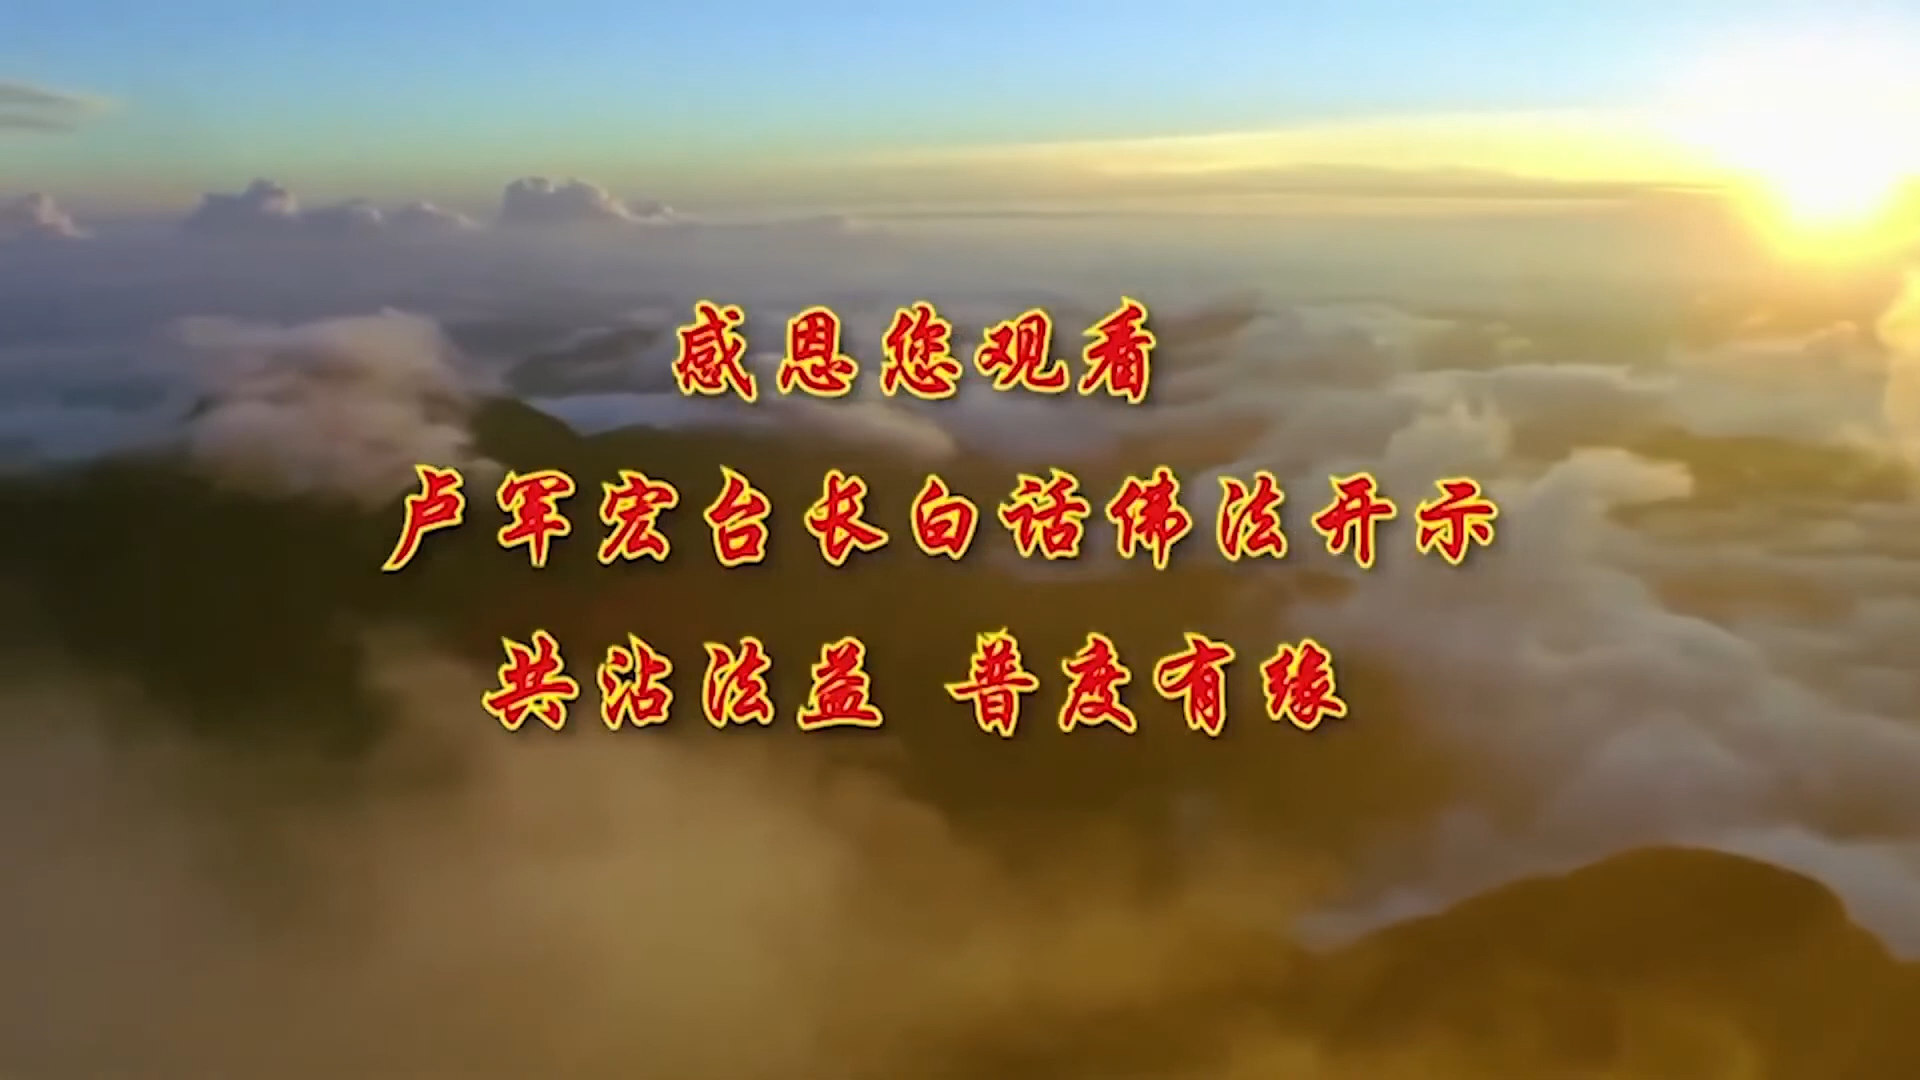 感恩您观看
卢军宏台长白话佛法开示
共沾法益 普度有缘